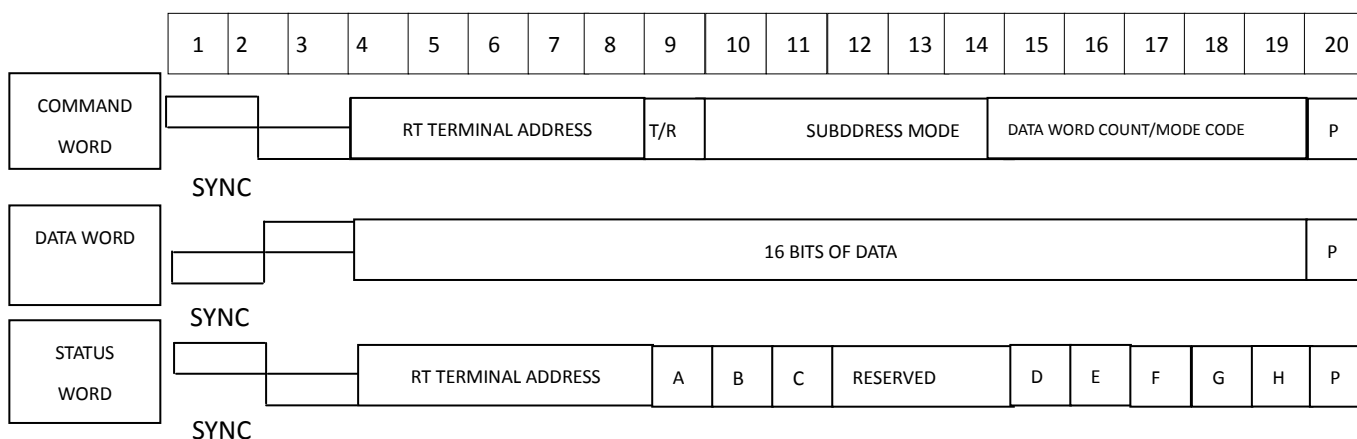 1 2 3 4 5 6 7 8 9 10 11 12 13 14 15 16 17 18 19 20
COMMAND
WORD
RT TERMINAL ADDRESS T/R SUBDDRESS MODE DATA WORD COUNT/MODE CODE P
SYNC
DATA WORD
16 BITS OF DATA P
SYNC
STATUS
WORD
RT TERMINAL ADDRESS A B C RESERVED D E F G H P
SYNC